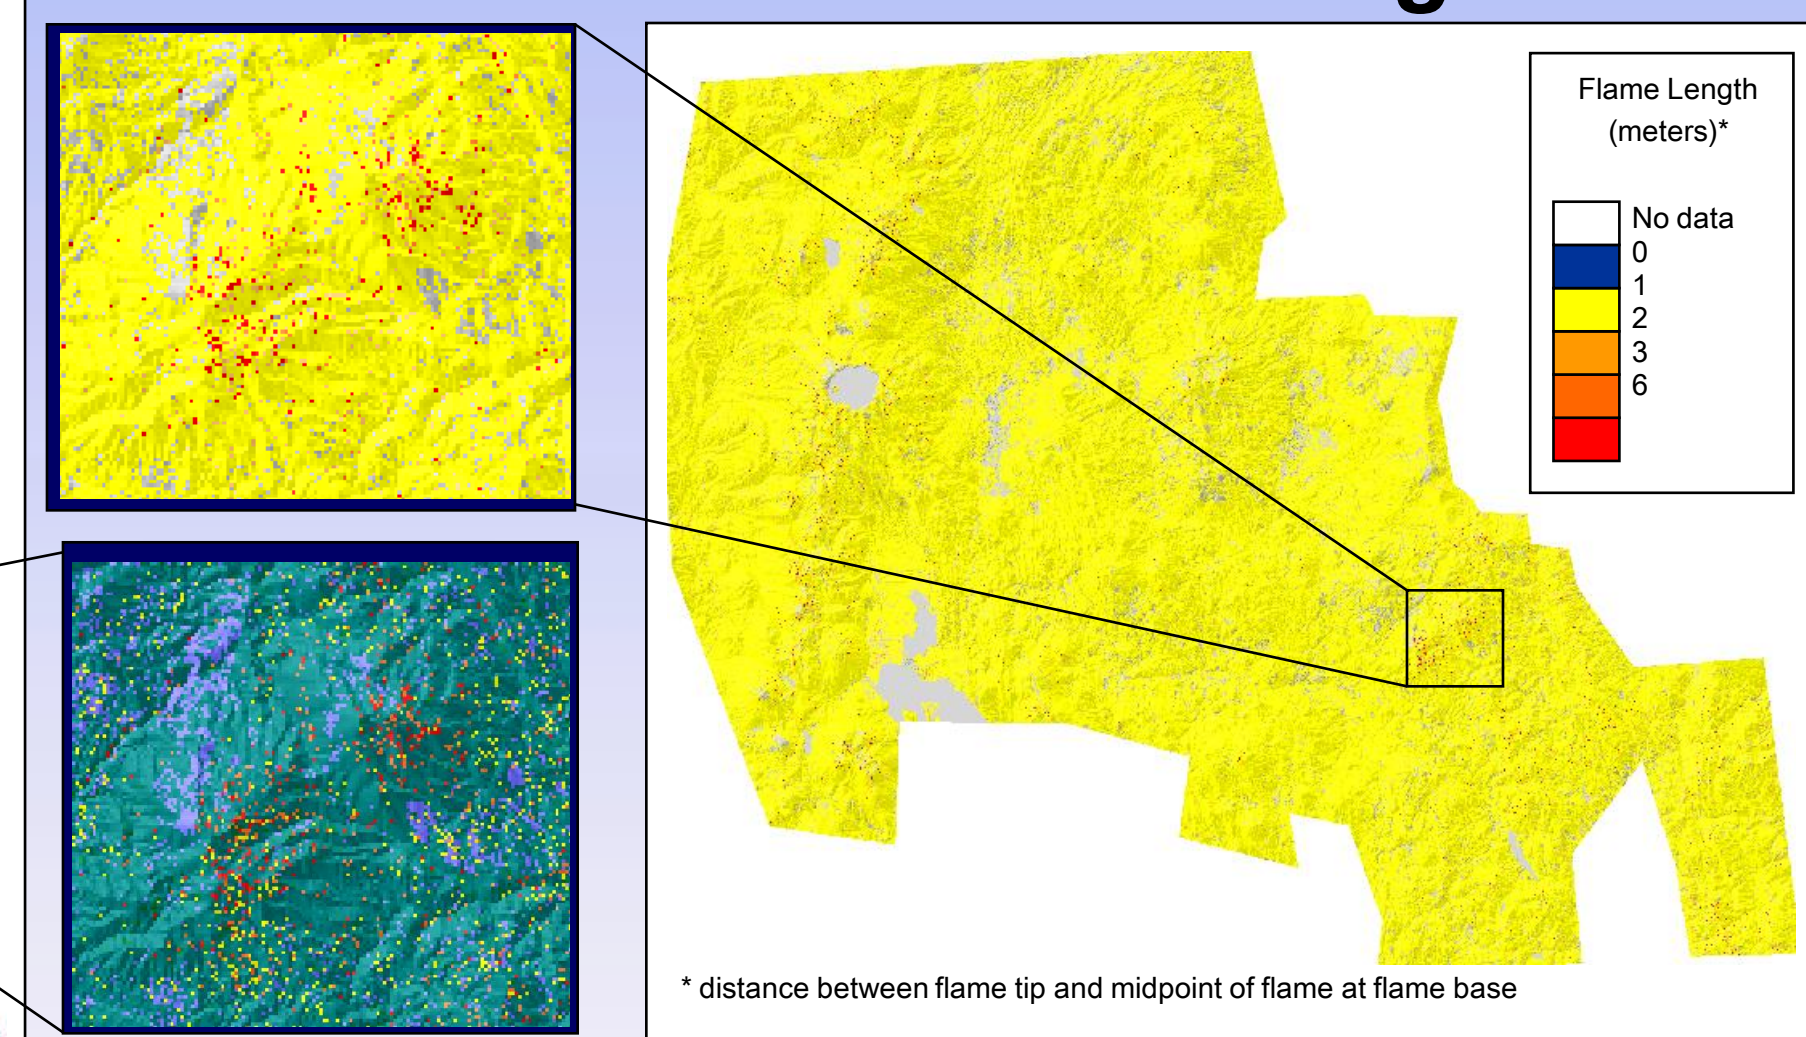 g
Flame Length
(meters)*
No data
0
1
2
3
6
* distance between flame tip and midpoint of flame at flame base